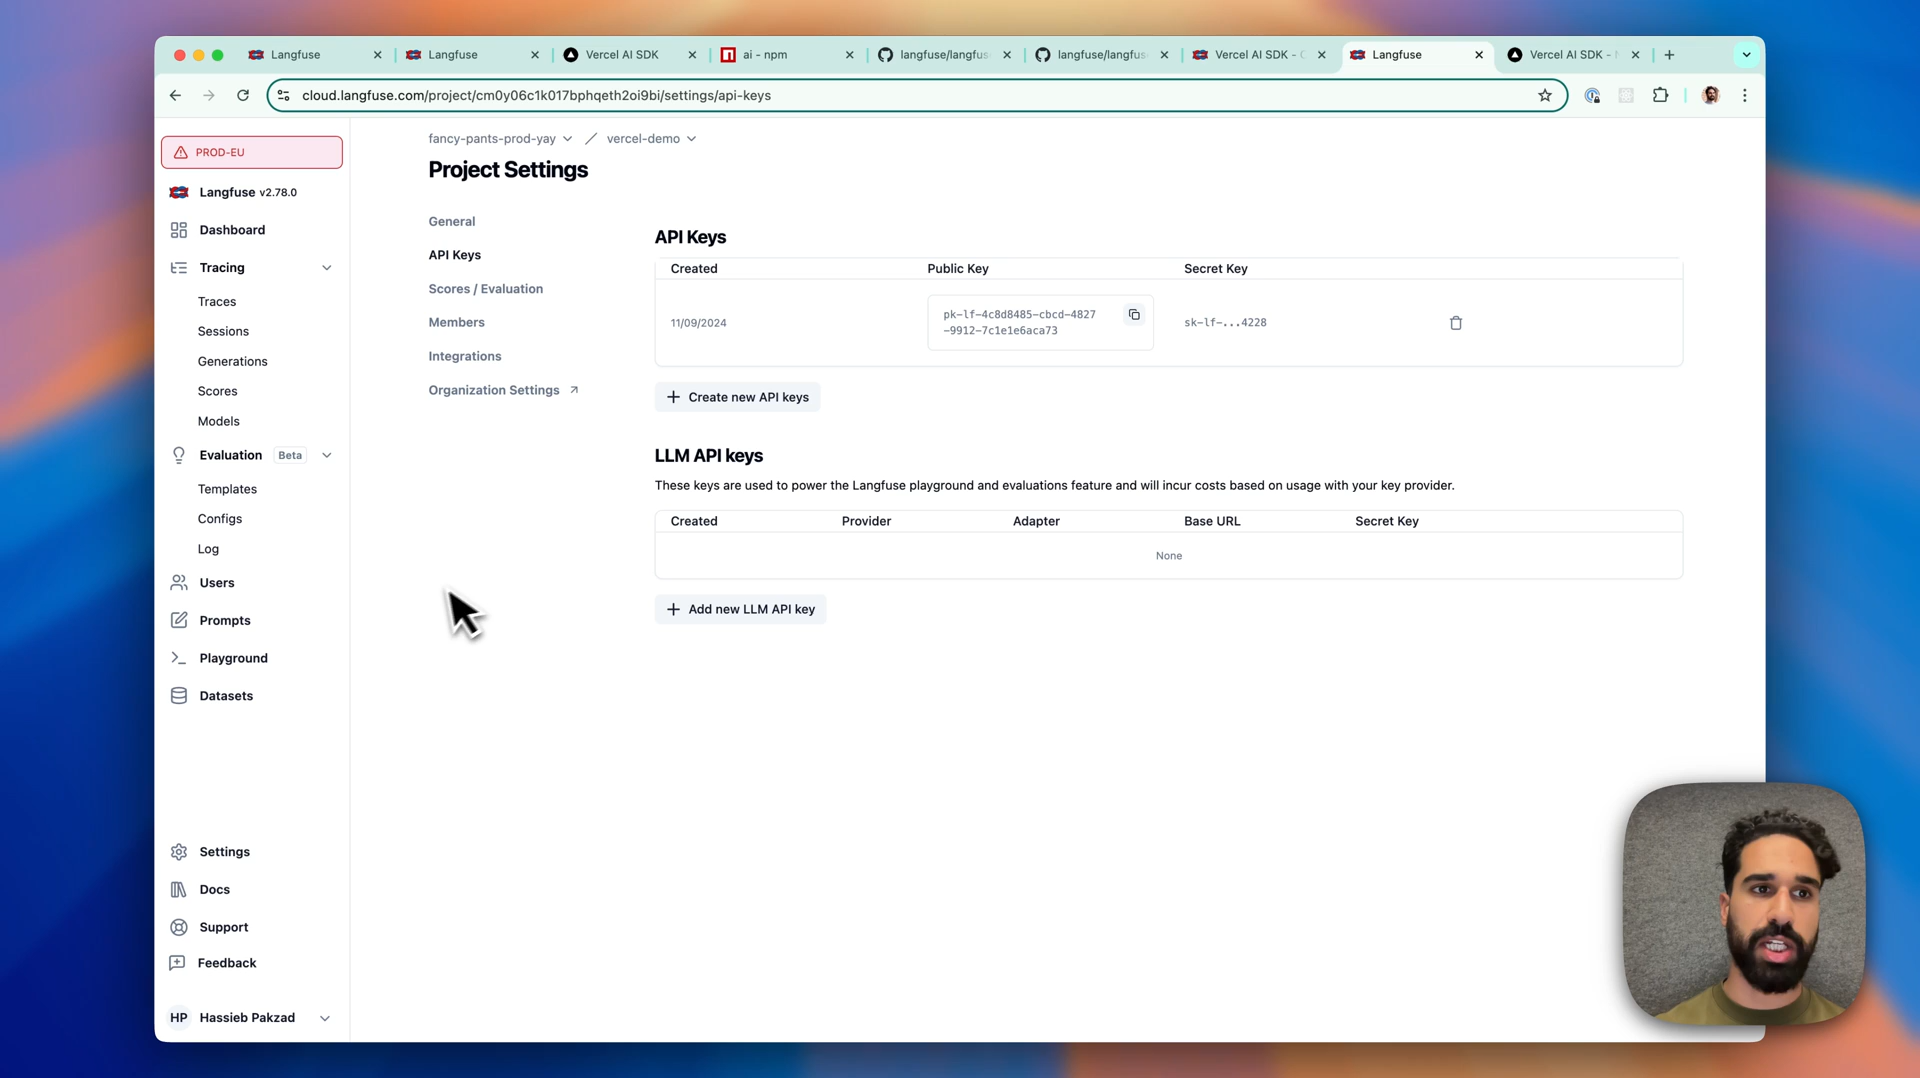 Langfuse
Langfuse
Vercel AI SDK
ai - npm
langfuse/langfus
langfuse/langfus
Vercel AI SDK - C
Langfuse
Vercel AI SDK - 
cloud.langfuse.com/project/cm0y06c1k017bphqeth2oi9bi/settings/api-keys
PROD-EU
Langfuse v2.78.0
Dashboard
Tracing
Traces
Sessions
Generations
Scores
Models
Evaluation Beta
Templates
Configs
Log
Users
Prompts
Playground
Datasets
Settings
Docs
Support
Feedback
HP Hassieb Pakzad
fancy-pants-prod-yay / vercel-demo
Project Settings
General
API Keys
Scores / Evaluation
Members
Integrations
Organization Settings
API Keys
Created Public Key Secret Key
11/09/2024
pk-lf-4c8d8485-cbcd-4827
-9912-7c1e1e6aca73
sk-lf-...4228
+ Create new API keys
LLM API keys
These keys are used to power the Langfuse playground and evaluations feature and will incur costs based on usage with your key provider.
Created Provider Adapter Base URL Secret Key
None
+ Add new LLM API key